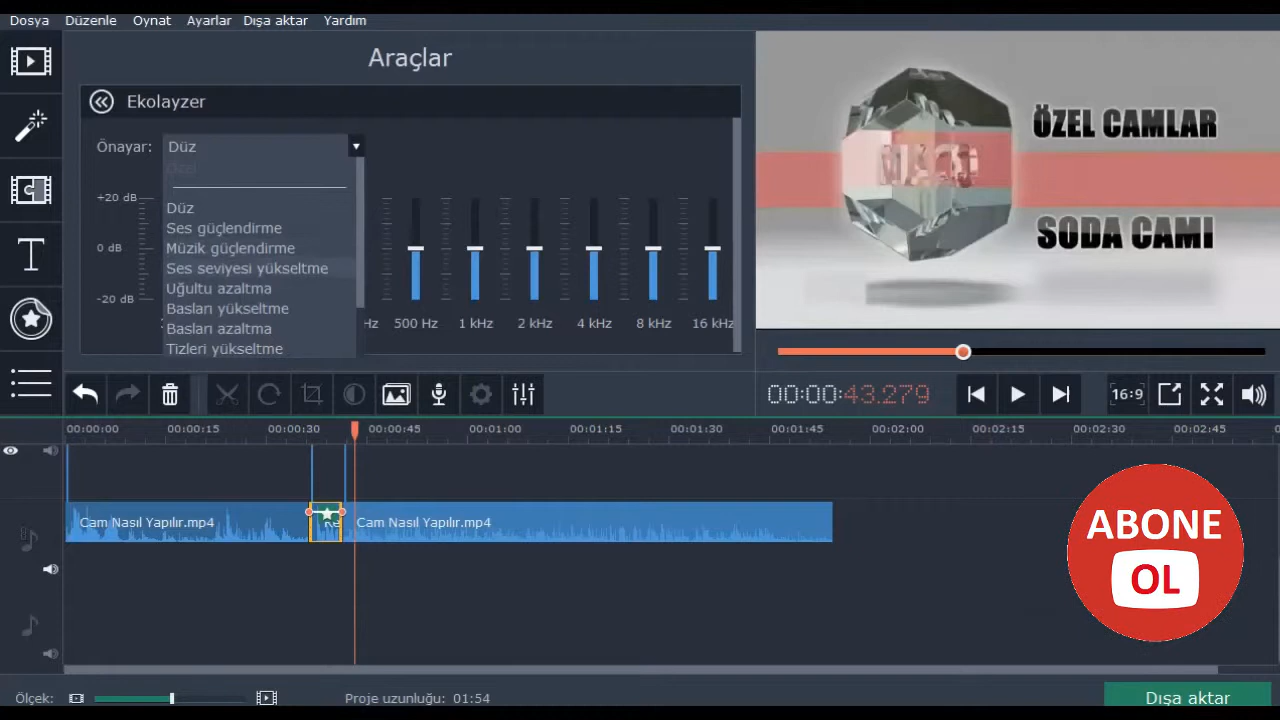 Dosya Düzenle Oynat Ayarlar Dışa aktar Yardım
Araçlar
Ekolayzer
Önayar: Düz
Özel
Düz
Ses güçlendirme
Müzik güçlendirme
Ses seviyesi yükseltme
Uğultu azaltma
Basları yükseltme
Basları azaltma
Tizleri yükseltme
+20 dB
0 dB
-20 dB
Hz 500 Hz 1 kHz 2 kHz 4 kHz 8 kHz 16 kHz
ÖZEL CAMLAR
SODA CAMI
00:00:43.279
16:9
00:00:00 00:00:15 00:00:30 00:00:45 00:01:00 00:01:15 00:01:30 00:01:45 00:02:00 00:02:15 00:02:30 00:02:45
Cam Nasıl Yapılır.mp4
Cam Nasıl Yapılır.mp4
ABONE
OL
Ölçek:
Proje uzunluğu: 01:54
Dışa aktar